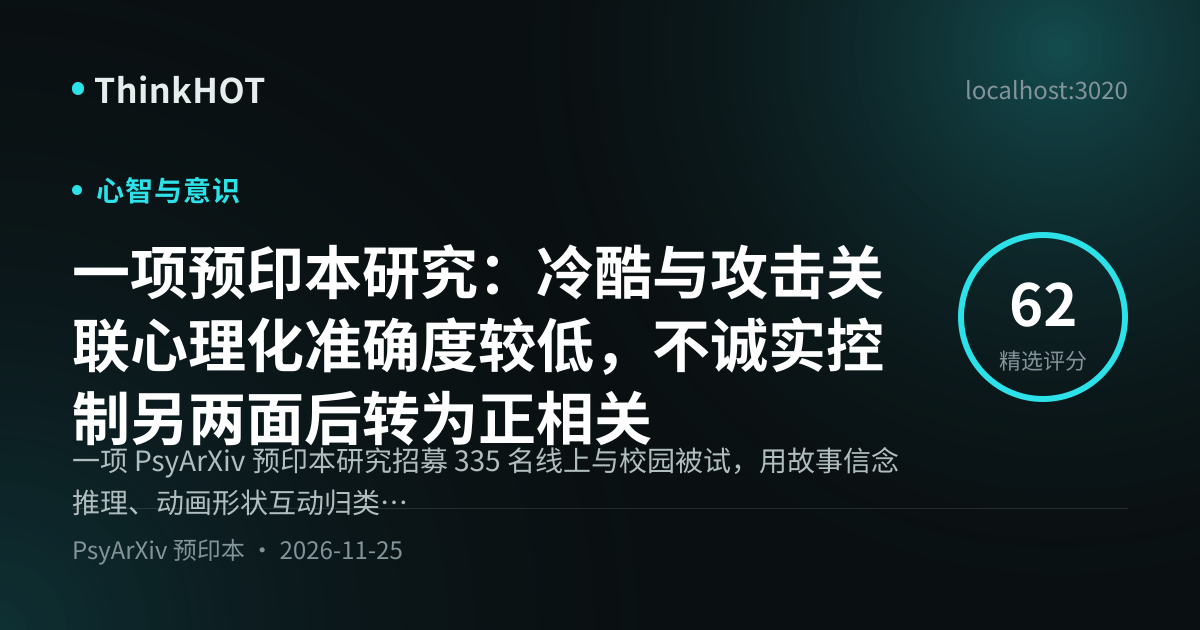 ThinkHOT
localhost:3020
心智与意识
一项预印本研究：冷酷与攻击关
联心理化准确度较低，不诚实控
制另两面后转为正相关
62
精选评分
一项 PsyArXiv 预印本研究招募 335 名线上与校园被试，用故事信念
推理、动画形状互动归类…
PsyArXiv 预印本 · 2026-11-25